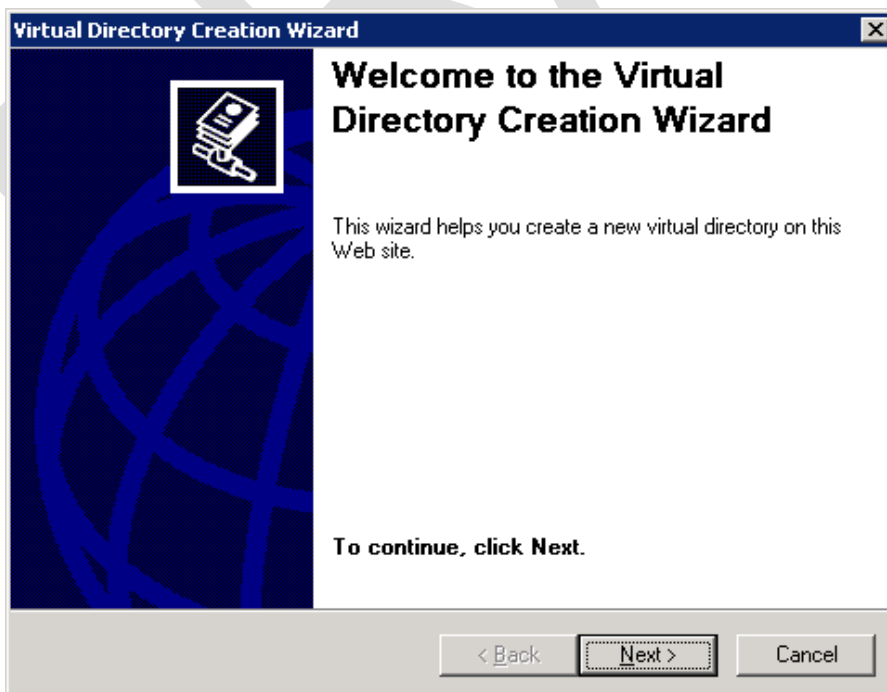 Virtual Directory Creation Wizard
Welcome to the Virtual
Directory Creation Wizard
This wizard helps you create a new virtual directory on this
Web site.
To continue, click Next.
< Back
Next >
Cancel